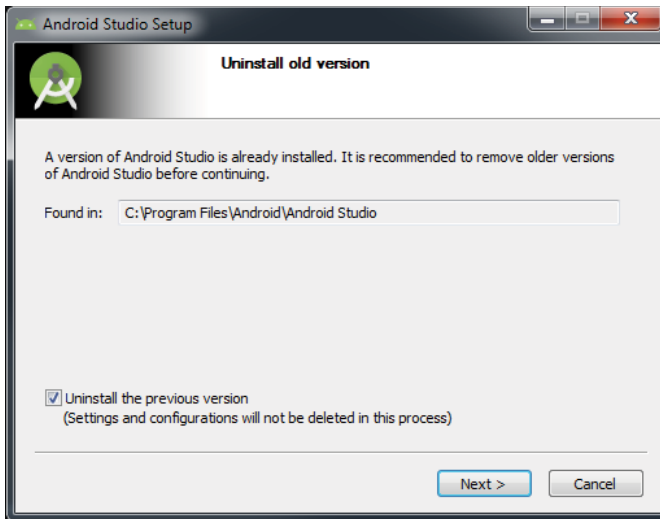 Android Studio Setup
Uninstall old version
A version of Android Studio is already installed. It is recommended to remove older versions
of Android Studio before continuing.
Found in: C:\Program Files\Android\Android Studio
Uninstall the previous version
(Settings and configurations will not be deleted in this process)
Next > Cancel